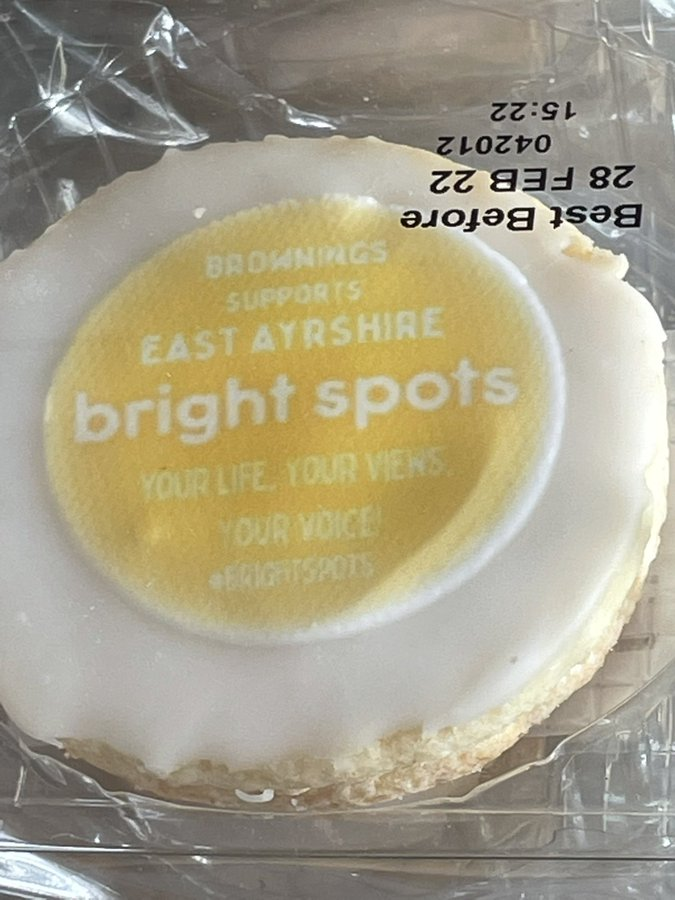 Best Before
28 FEB 22
042012
15:22
BROWNINGS
SUPPORTS
EAST AYRSHIRE
bright spots
YOUR LIFE, YOUR VIEWS,
YOUR VOICE!
#BRIGHTSPOTS